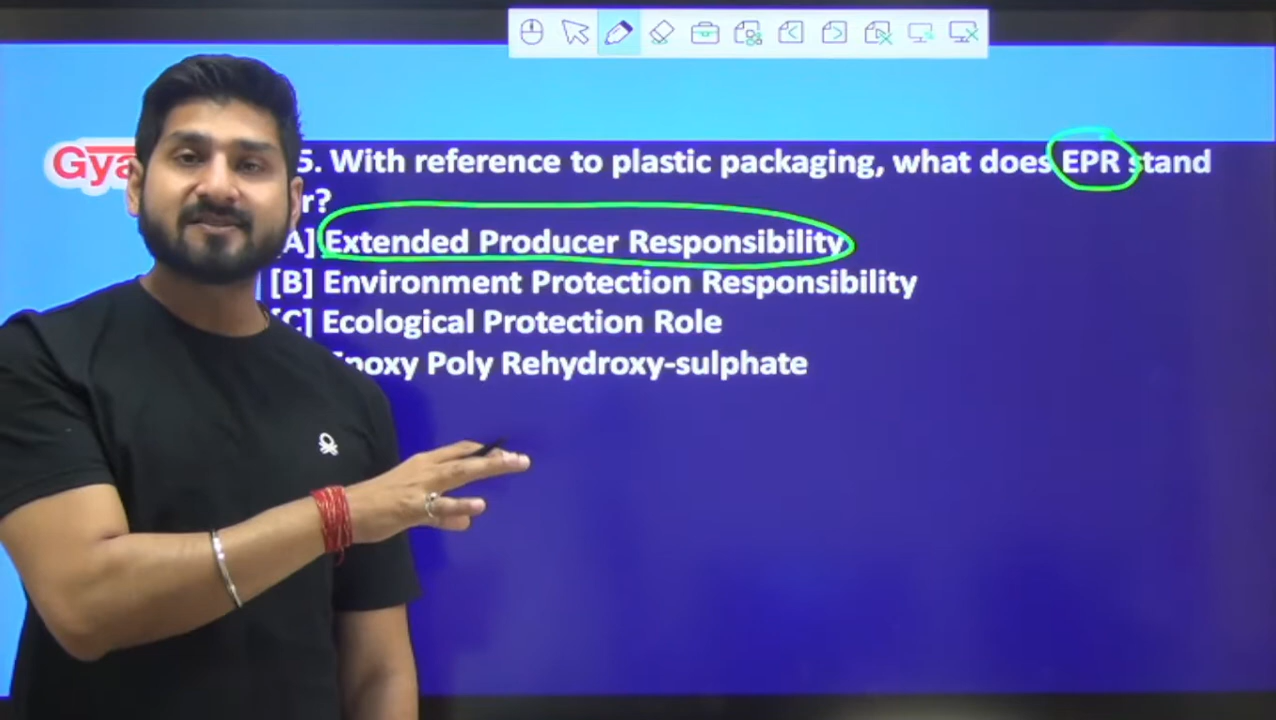 Gya
5. With reference to plastic packaging, what does EPR stand
r?
[A] Extended Producer Responsibility
[B] Environment Protection Responsibility
[C] Ecological Protection Role
Epoxy Poly Rehydroxy-sulphate